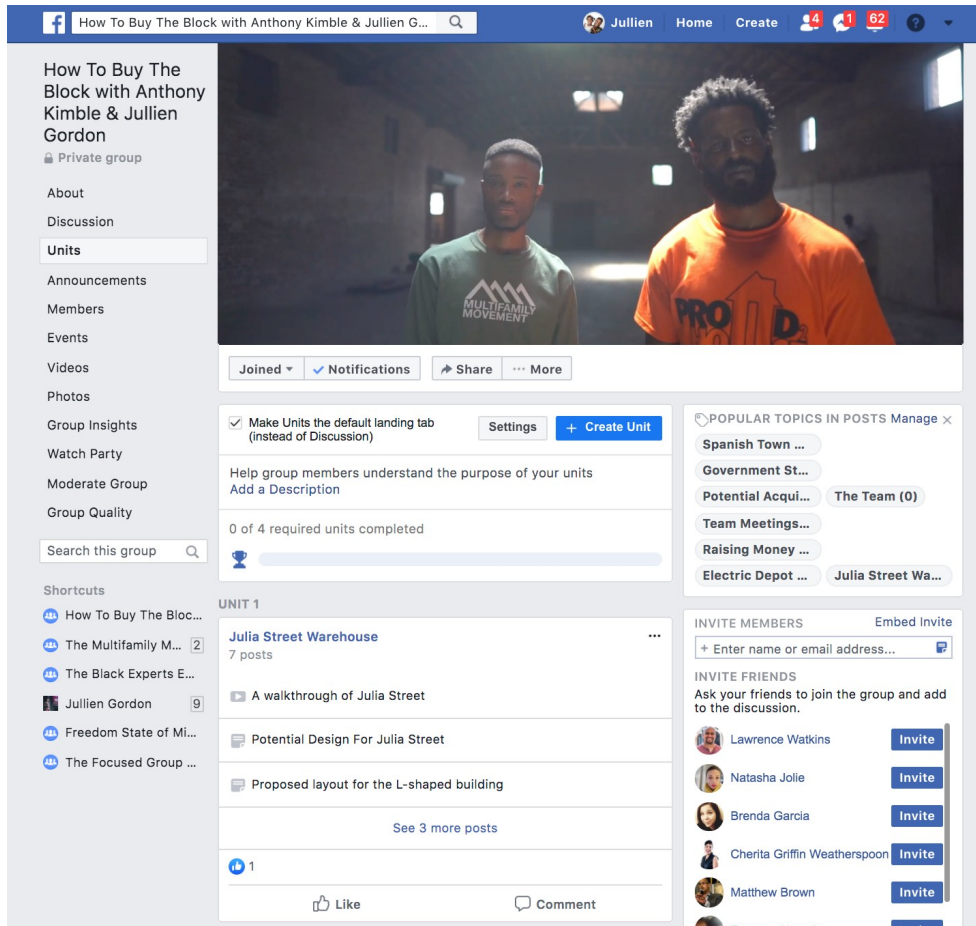 How To Buy The Block with Anthony Kimble & Jullien G...
Jullien
Home
Create
4
1
62
?
How To Buy The
Block with Anthony
Kimble & Jullien
Gordon
Private group
About
Discussion
Units
Announcements
Members
Events
Videos
Photos
Group Insights
Watch Party
Moderate Group
Group Quality
Search this group
Shortcuts
How To Buy The Bloc...
The Multifamily M... 2
The Black Experts E...
Jullien Gordon 9
Freedom State of Mi...
The Focused Group ...
MULTIFAMILY
MOVEMENT
PRO
D.
Joined
Notifications
Share
More
Make Units the default landing tab
(instead of Discussion)
Settings
+ Create Unit
Help group members understand the purpose of your units
Add a Description
0 of 4 required units completed
UNIT 1
Julia Street Warehouse
7 posts
A walkthrough of Julia Street
Potential Design For Julia Street
Proposed layout for the L-shaped building
See 3 more posts
1
Like
Comment
POPULAR TOPICS IN POSTS Manage
Spanish Town ...
Government St...
Potential Acqui...
The Team (0)
Team Meetings...
Raising Money ...
Electric Depot ...
Julia Street Wa...
INVITE MEMBERS
Embed Invite
+ Enter name or email address...
INVITE FRIENDS
Ask your friends to join the group and add
to the discussion.
Lawrence Watkins Invite
Natasha Jolie Invite
Brenda Garcia Invite
Cherita Griffin Weatherspoon Invite
Matthew Brown Invite